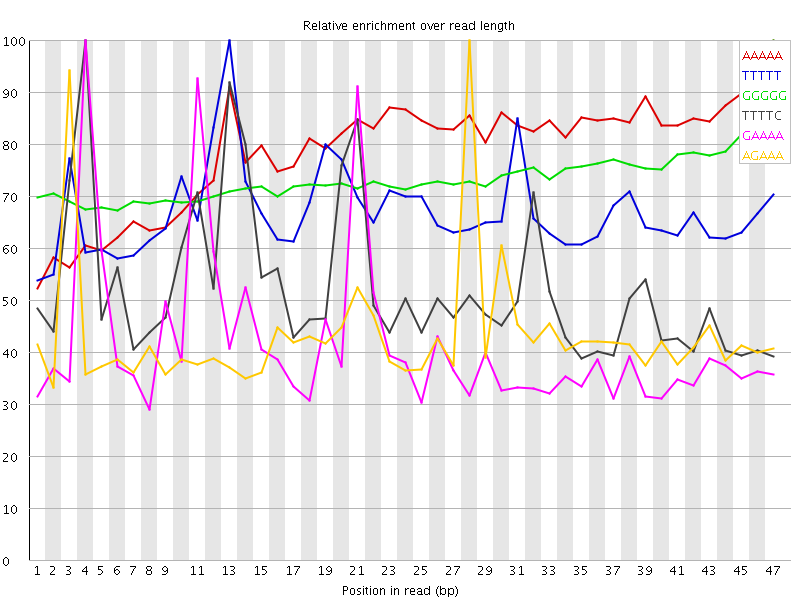 Relative enrichment over read length
100
90
80
70
60
50
40
30
20
10
0
AAAAA
TTTTT
GGGGG
TTTTC
GAAAA
AGAAA
1 2 3 4 5 6 7 8 9 11 13 15 17 19 21 23 25 27 29 31 33 35 37 39 41 43 45 47
Position in read (bp)